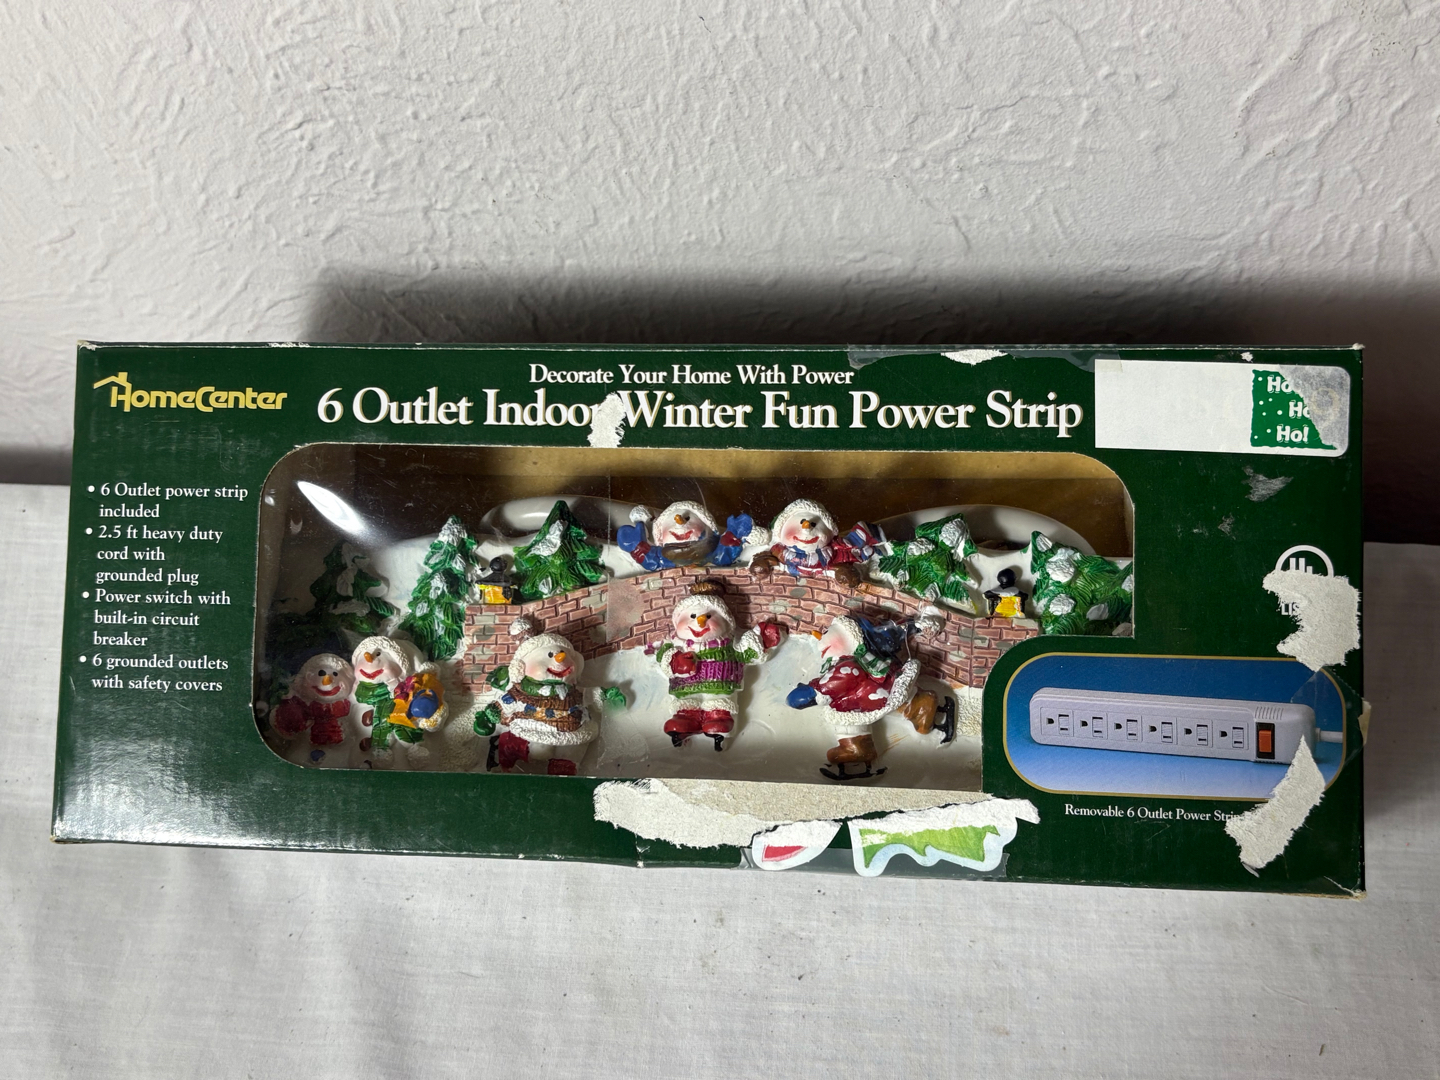 HomeCenter
Decorate Your Home With Power
6 Outlet Indoor Winter Fun Power Strip
Ho!
• 6 Outlet power strip
included
• 2.5 ft heavy duty
cord with
grounded plug
• Power switch with
built-in circuit
breaker
• 6 grounded outlets
with safety covers
UL
Removable 6 Outlet Power Strip